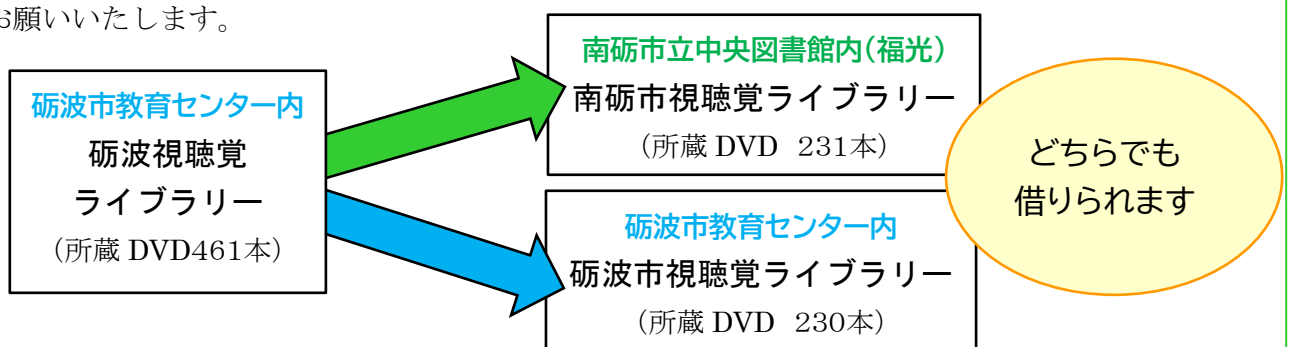 お願いいたします。
砺波市教育センター内
砺波視聴覚
ライブラリー
（所蔵 DVD461本）
南砺市立中央図書館内（福光）
南砺市視聴覚ライブラリー
（所蔵 DVD 231本）
砺波市教育センター内
砺波市視聴覚ライブラリー
（所蔵 DVD 230本）
どちらでも
借りられます